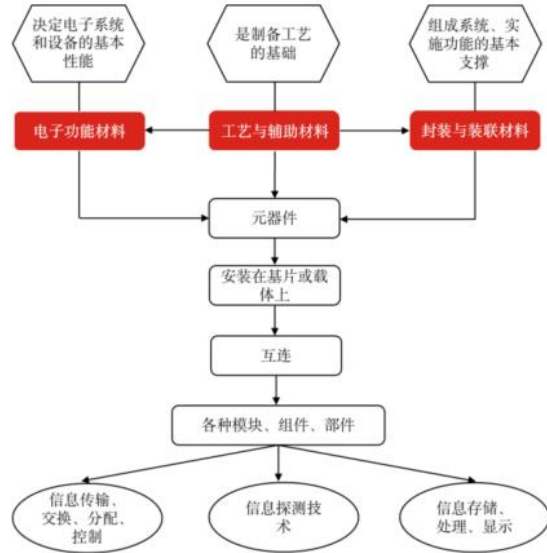 决定电子系统
和设备的基本
性能
是制备工艺
的基础
组成系统、实
施功能的基本
支撑
电子功能材料
工艺与辅助材料
封装与装联材料
元器件
安装在基片或载
体上
互连
各种模块、组件、部件
信息传输、
交换、分配、
控制
信息探测技
术
信息存储、
处理、显示